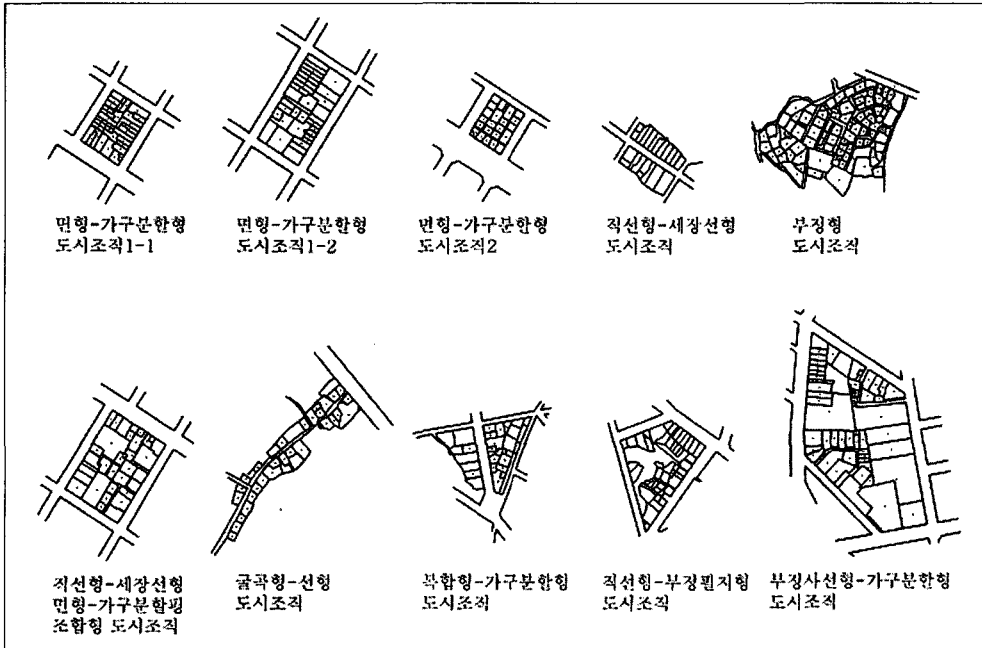 면형-가구분할형
도시조직1-1
면형-가구분할형
도시조직1-2
면형-가구분할형
도시조직2
직선형-세장선형
도시조직
부정형
도시조직
직선형-세장선형
면형-가구분할형
조합형 도시조직
굴곡형-선형
도시조직
복합형-가구분할형
도시조직
직선형-부정필지형
도시조직
부정사선형-가구분할형
도시조직